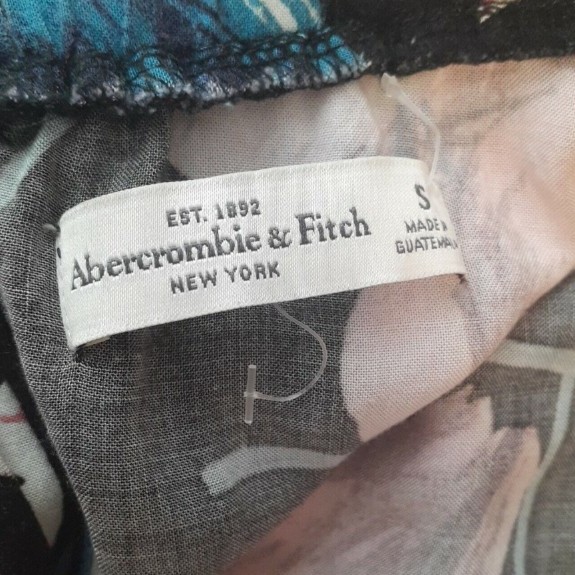 EST. 1892
Abercrombie & Fitch
NEW YORK
S
MADE IN
GUATEMALA